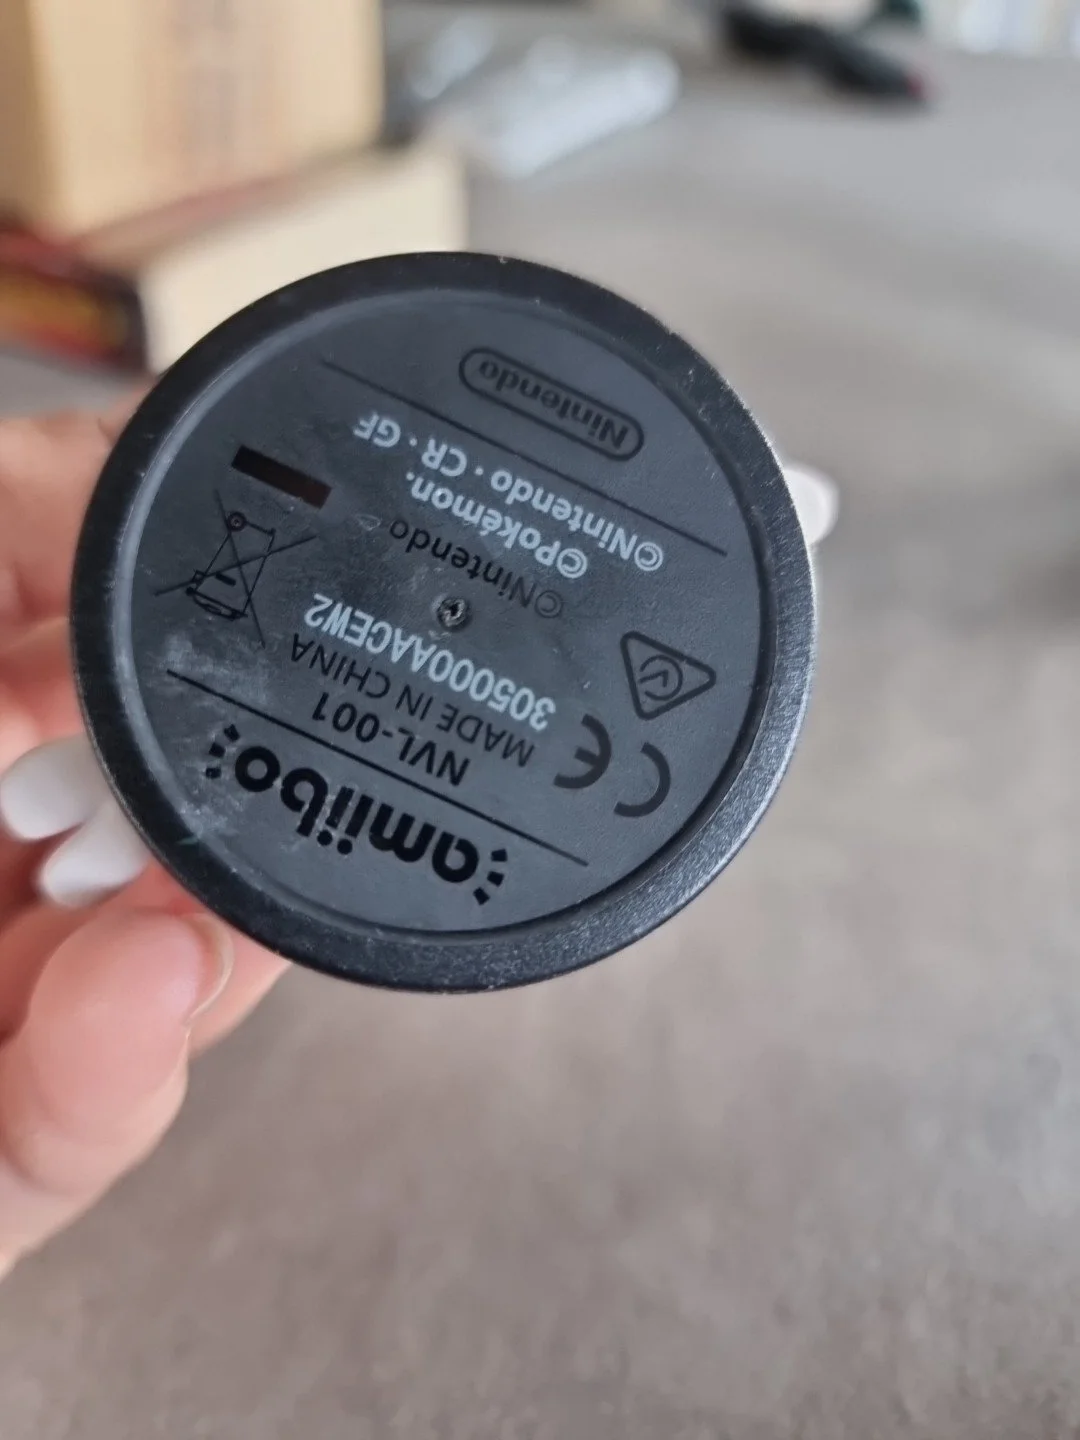 amiibo
NVL-001
MADE IN CHINA
305000AACEW2
©Nintendo
©Pokémon.
©Nintendo・CR・GF
Nintendo
CE